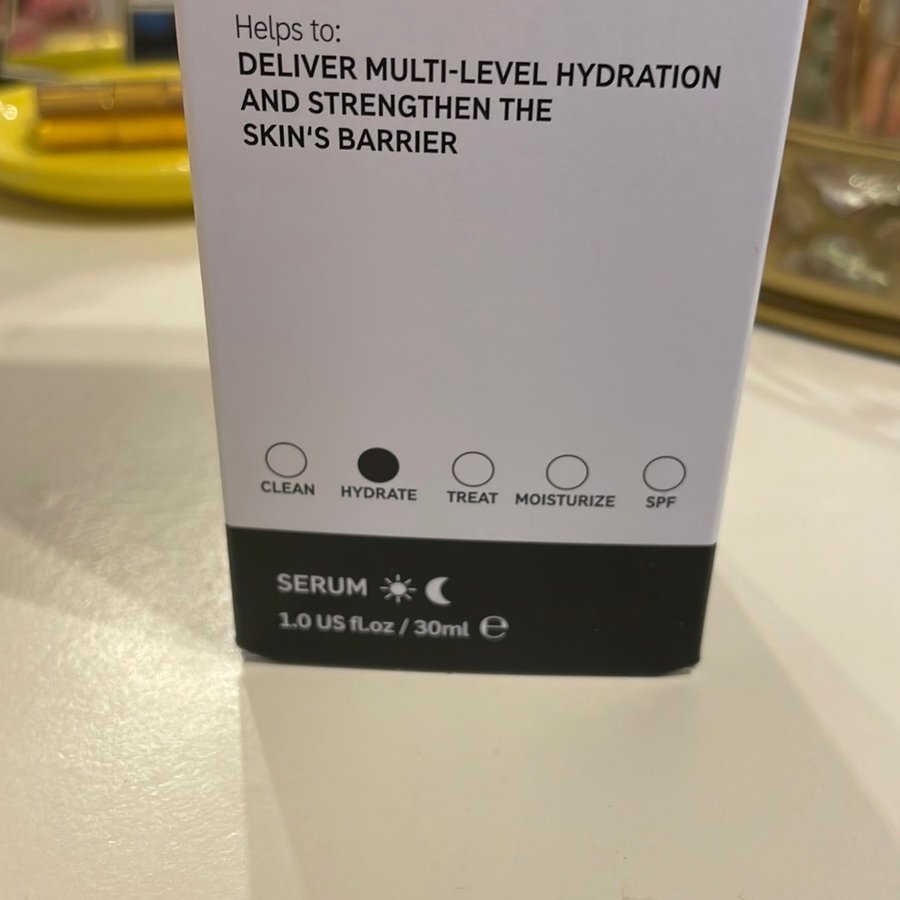 Helps to:
DELIVER MULTI-LEVEL HYDRATION
AND STRENGTHEN THE
SKIN'S BARRIER
CLEAN HYDRATE TREAT MOISTURIZE SPF
SERUM
1.0 US fl.oz / 30ml ℮